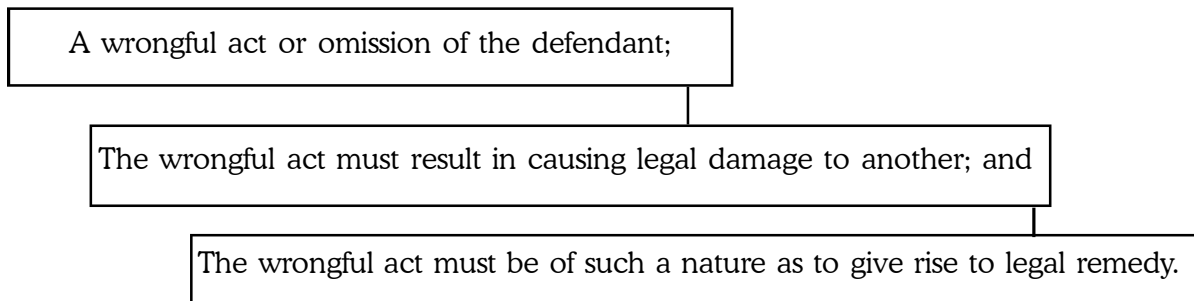 A wrongful act or omission of the defendant;
The wrongful act must result in causing legal damage to another; and
The wrongful act must be of such a nature as to give rise to legal remedy.